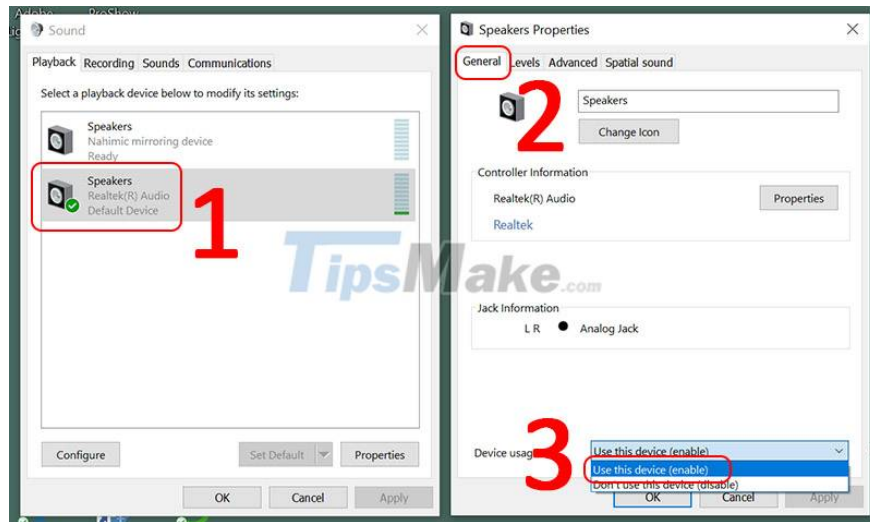 Adobe ProShow
Sound
Playback Recording Sounds Communications
Select a playback device below to modify its settings:
Speakers
Nahimic mirroring device
Ready
Speakers
Realtek(R) Audio
Default Device
1
Configure
Set Default
Properties
OK
Cancel
Apply
Speakers Properties
General Levels Advanced Spatial sound
2
Speakers
Change Icon
Controller Information
Realtek(R) Audio
Properties
Realtek
TipsMake.com
Jack Information
L R
Analog Jack
3
Use this device (enable)
Use this device (enable)
Don't use this device (disable)
OK
Cancel
Apply